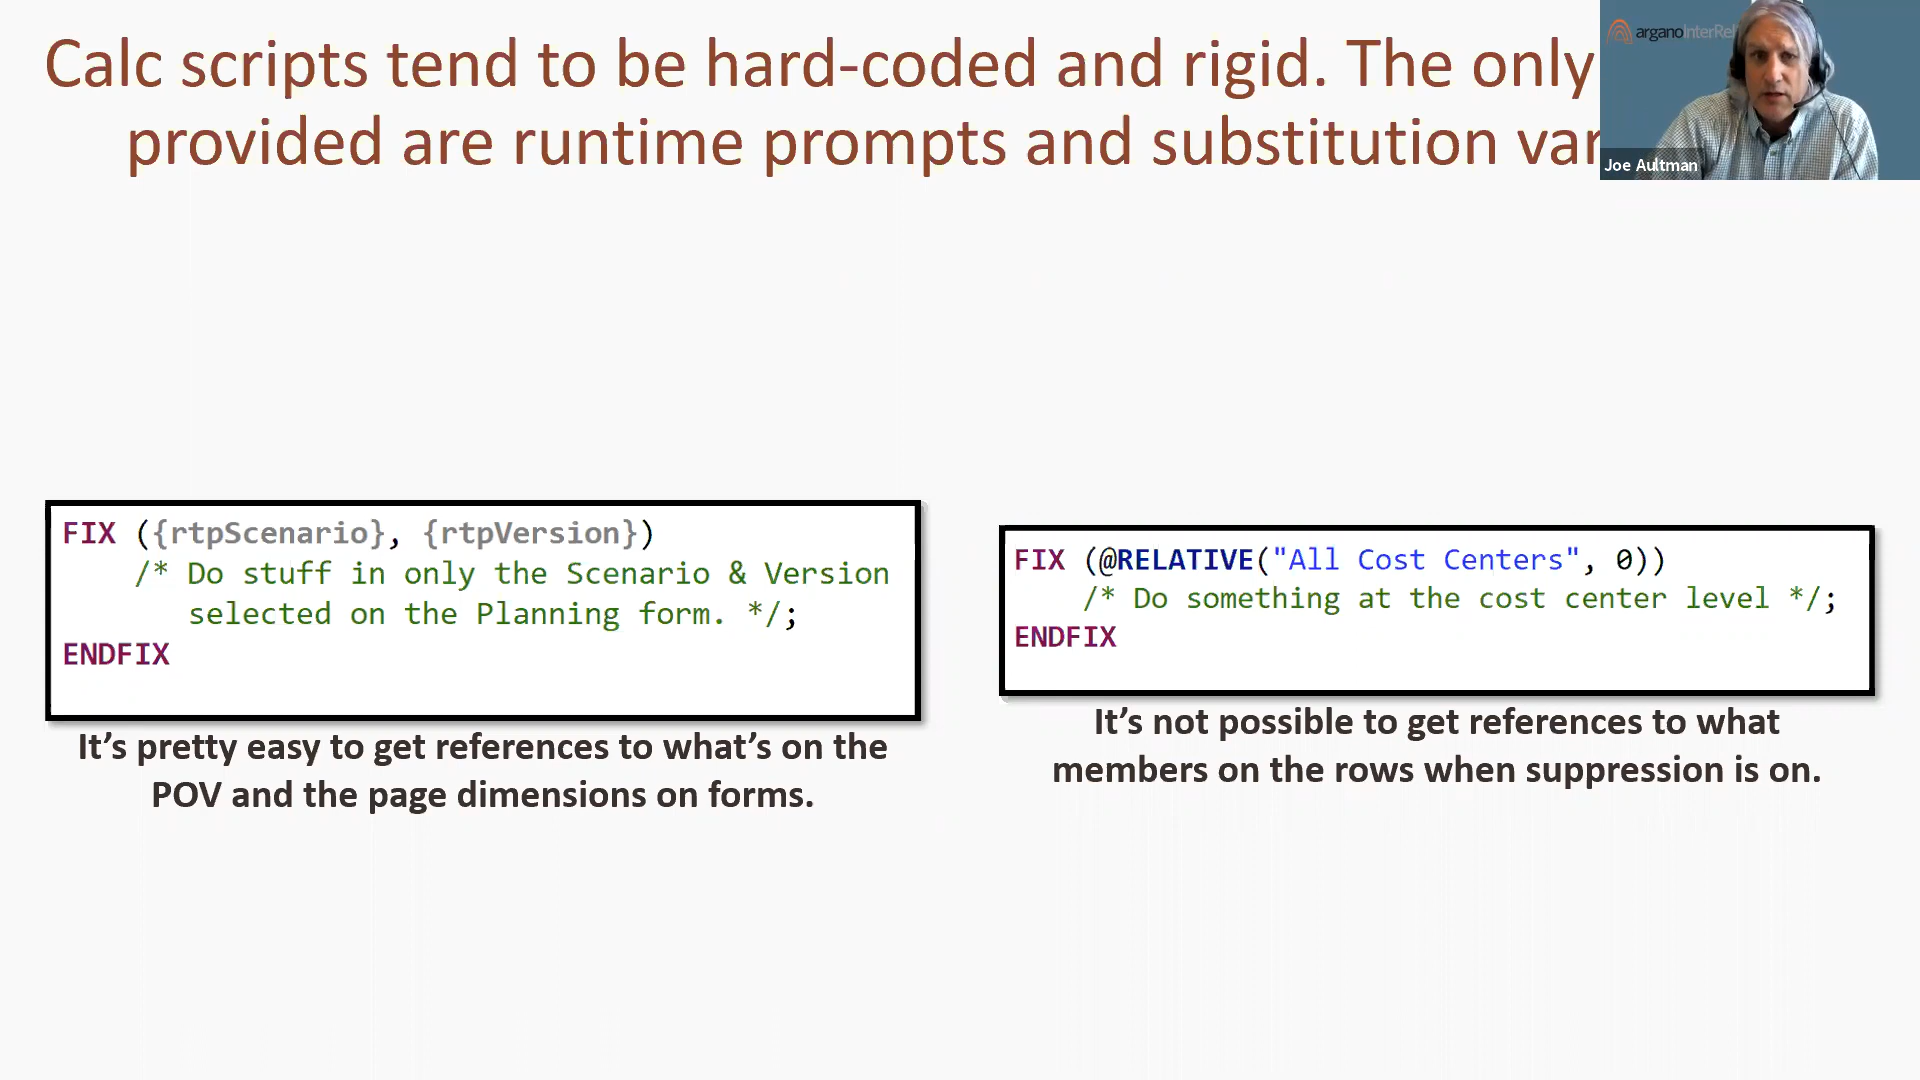 Calc scripts tend to be hard-coded and rigid. The only
provided are runtime prompts and substitution var
arganoInterRel
Joe Aultman
FIX ({rtpScenario}, {rtpVersion})
/* Do stuff in only the Scenario & Version
selected on the Planning form. */;
ENDFIX
It’s pretty easy to get references to what’s on the
POV and the page dimensions on forms.
FIX (@RELATIVE("All Cost Centers", 0))
/* Do something at the cost center level */;
ENDFIX
It’s not possible to get references to what
members on the rows when suppression is on.